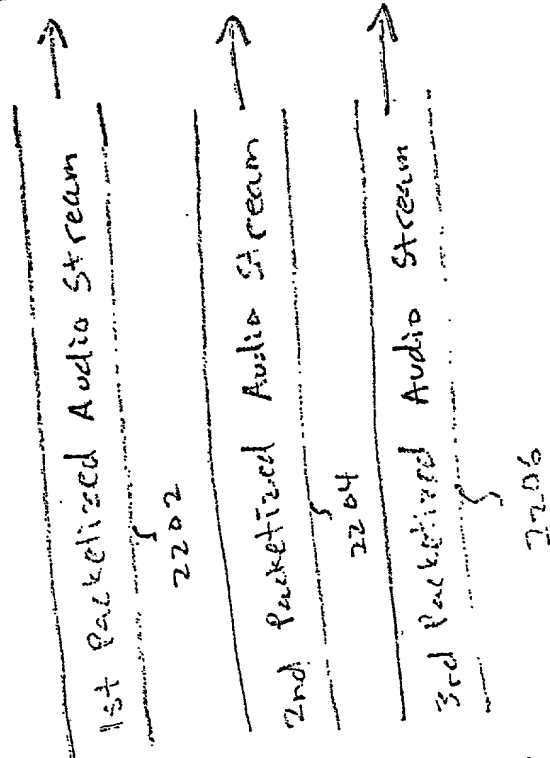 1st Packetized Audio Stream
2202
2nd Packetized Audio Stream
2204
3rd Packetized Audio Stream
2206